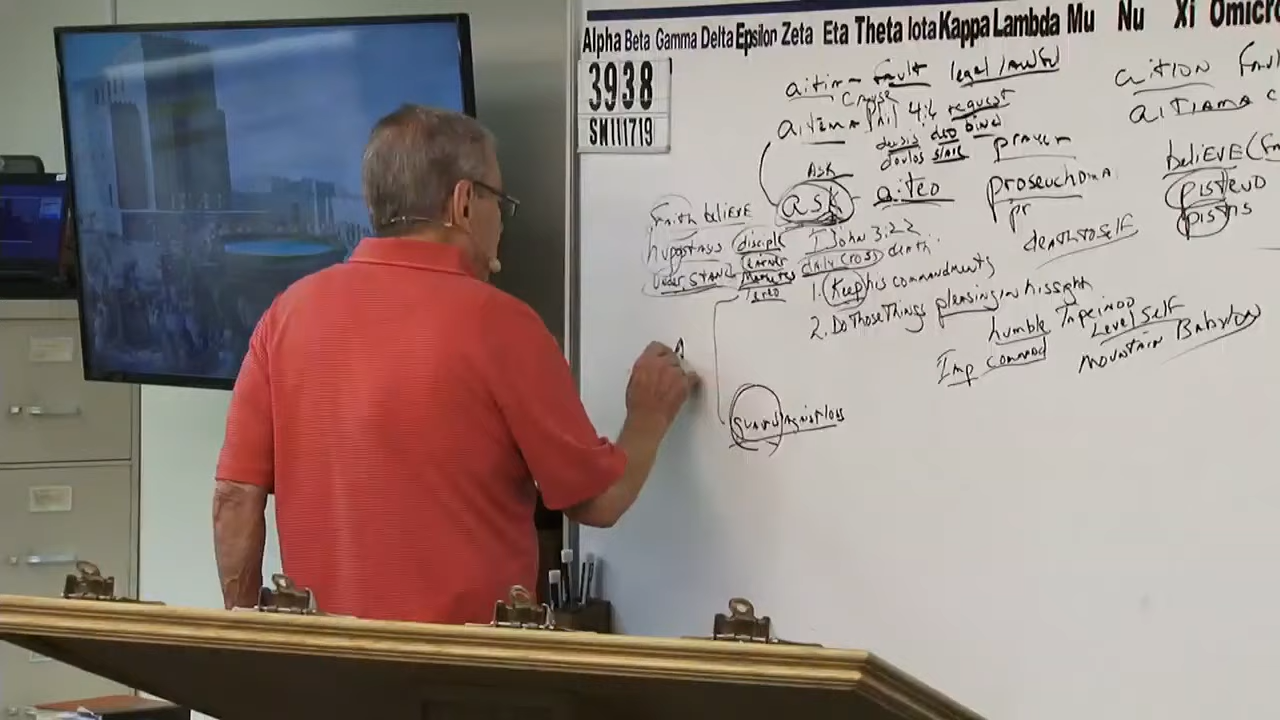 Alpha Beta Gamma Delta Epsilon Zeta Eta Theta Iota Kappa Lambda Mu Nu Xi Omicro
3938
SM111719
fault legal/lawful
cause
aitema Phil 4:6 request
deo bind
doulos slave
prayer
ASK
ask aiteo proseuchoma
pr
aition Fau
aitiama c
believe (
pisteuo
pistis
Faith believE
hupostasis
underSTAND
disciple
learner
I John 3:22
daily cross death
death to self
1. Keep his commandments
2. Do those things pleasing in his sight
humble Tapeinoo
Level Self
Imp command
mountain Babylon
A
guard against loss